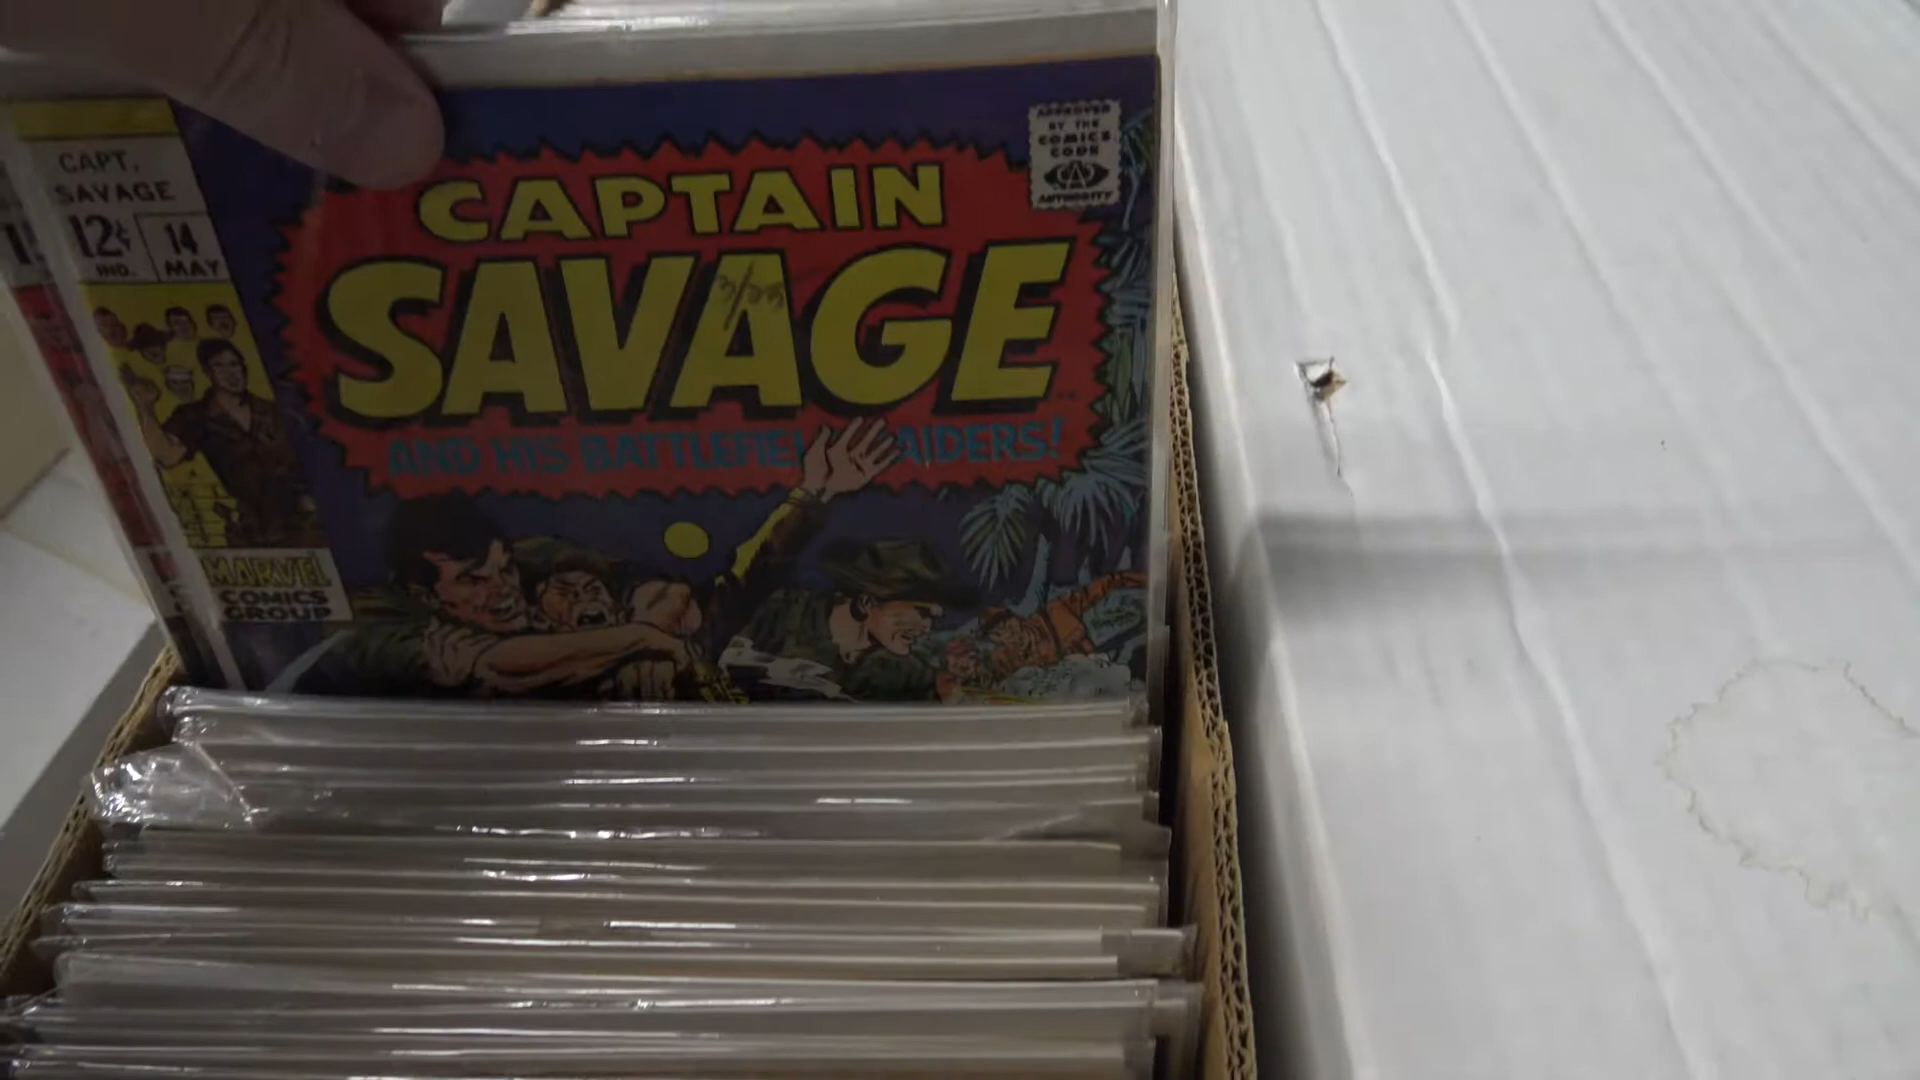 CAPT.
SAVAGE
12¢
IND.
14
MAY
MARVEL
COMICS
GROUP
CAPTAIN
SAVAGE
AND HIS BATTLEFIEL AIDERS!
APPROVED
BY THE
COMICS
CODE
AUTHORITY